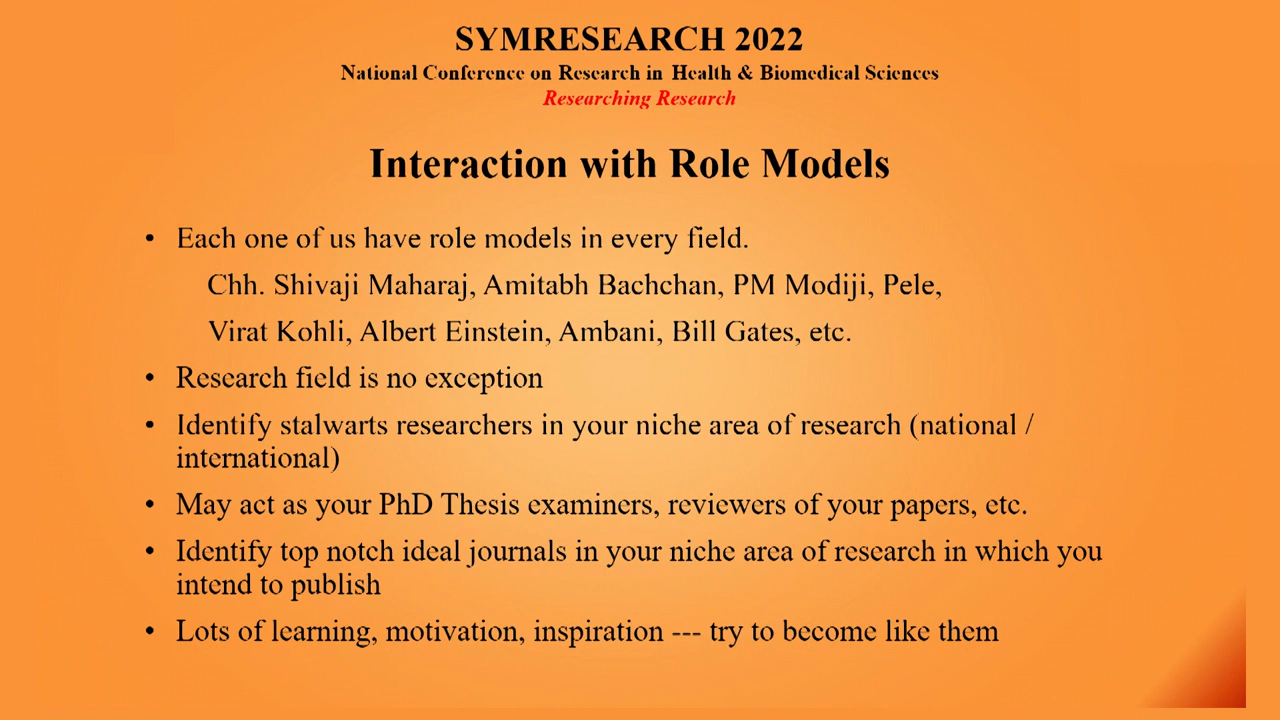 SYMRESEARCH 2022
National Conference on Research in Health & Biomedical Sciences
Researching Research
Interaction with Role Models
• Each one of us have role models in every field.
Chh. Shivaji Maharaj, Amitabh Bachchan, PM Modiji, Pele,
Virat Kohli, Albert Einstein, Ambani, Bill Gates, etc.
• Research field is no exception
• Identify stalwarts researchers in your niche area of research (national /
international)
• May act as your PhD Thesis examiners, reviewers of your papers, etc.
• Identify top notch ideal journals in your niche area of research in which you
intend to publish
• Lots of learning, motivation, inspiration --- try to become like them